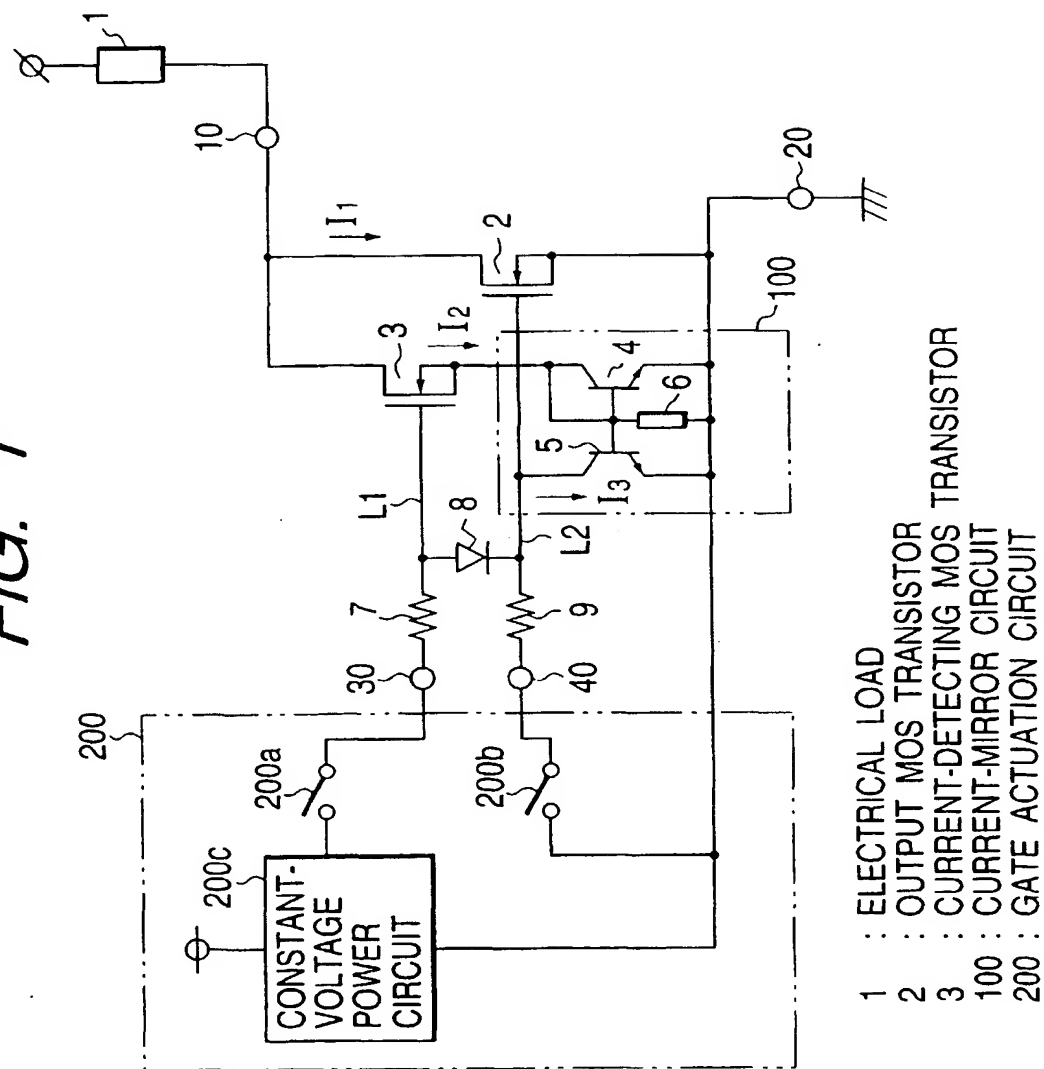 FIG. 1
1
10
I1
2
3
I2
100
20
4
5
6
I3
L1
8
L2
7
9
30
40
200
200a
200b
200c
CONSTANT-
VOLTAGE
POWER
CIRCUIT
1 : ELECTRICAL LOAD
2 : OUTPUT MOS TRANSISTOR
3 : CURRENT-DETECTING MOS TRANSISTOR
100 : CURRENT-MIRROR CIRCUIT
200 : GATE ACTUATION CIRCUIT